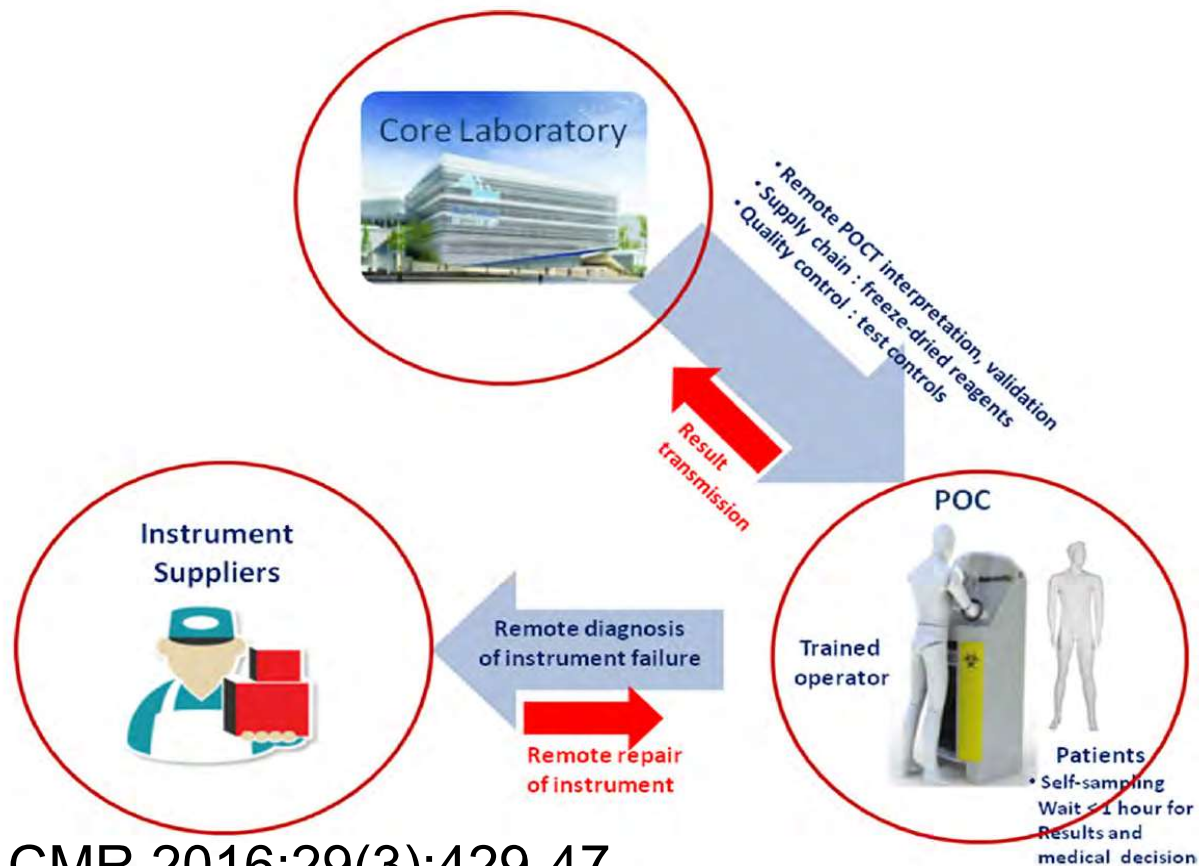 Core Laboratory
• Remote POCT interpretation, validation
• Supply chain : freeze-dried reagents
• Quality control : test controls
Result
transmission
Instrument
Suppliers
Remote diagnosis
of instrument failure
Remote repair
of instrument
POC
Trained
operator
Patients
• Self-sampling
Wait < 1 hour for
Results and
medical decision
CMR 2016;29(3):429-47